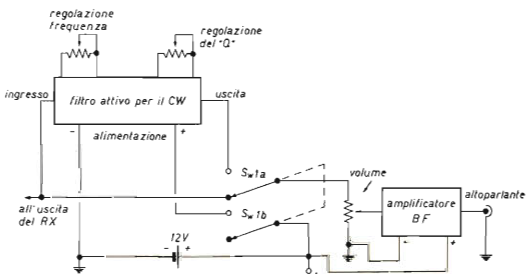 regolazione
frequenza
regolazione
del "Q"
ingresso
filtro attivo per il CW
uscita
-
+
alimentazione
Sw1a
volume
amplificatore
BF
altoparlante
all'uscita
del RX
Sw1b
-
+
12V
-
+